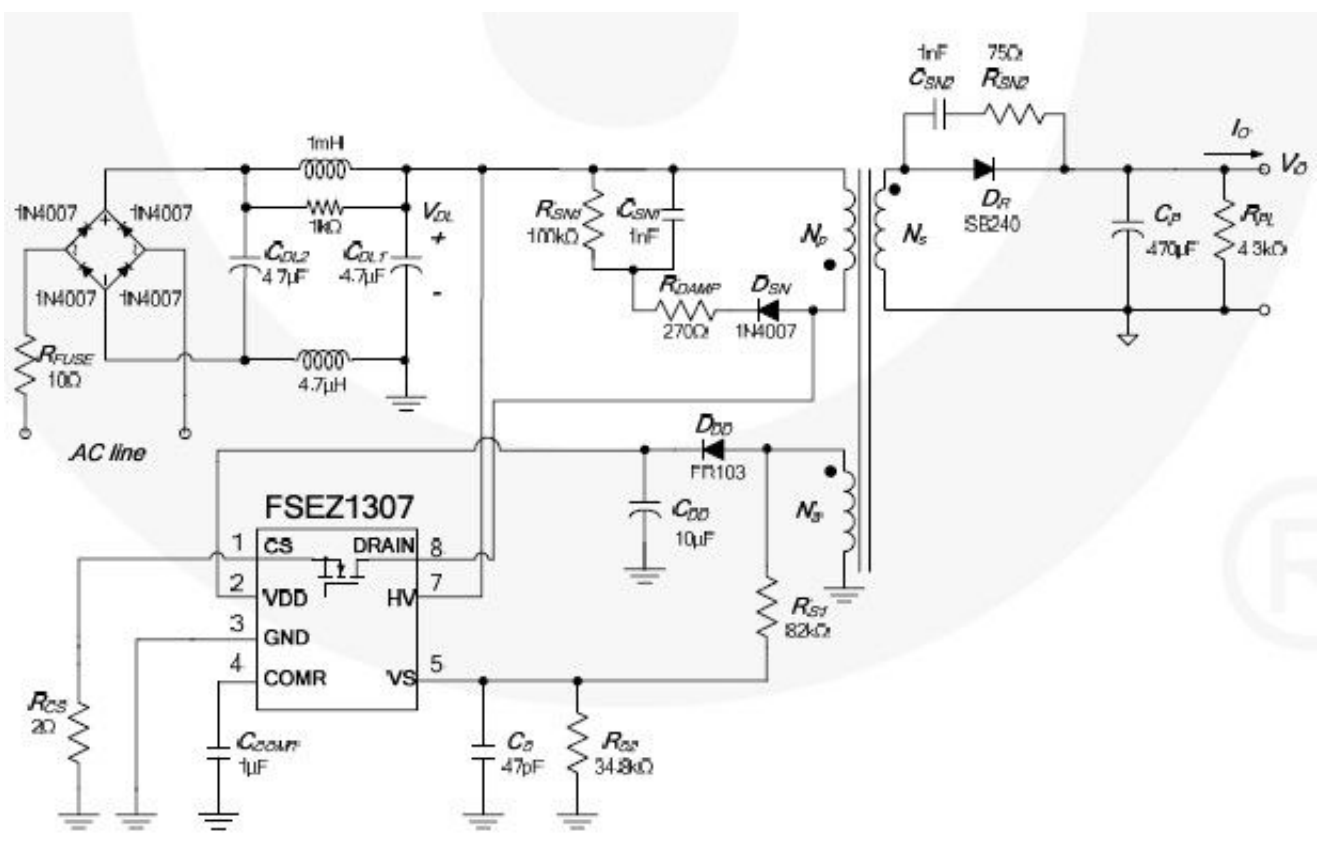 1nF
75Ω
CSN2
RSN2
IO
VO
1mH
1N4007
1N4007
1kΩ
VDL
+
-
CDL2
4.7µF
CDL1
4.7µF
1N4007
1N4007
RSN1
100kΩ
CSN1
1nF
NP
NS
DR
SB240
CP
470µF
RPL
4.3kΩ
RDAMP
270Ω
DSN
1N4007
RFUSE
10Ω
4.7µH
AC line
DDD
FR103
CDD
10µF
Na
FSEZ1307
1
CS
DRAIN
8
2
VDD
HV
7
3
GND
4
COMR
VS
5
RS1
82kΩ
RCS
2Ω
1µF
47pF
34.8kΩ
R